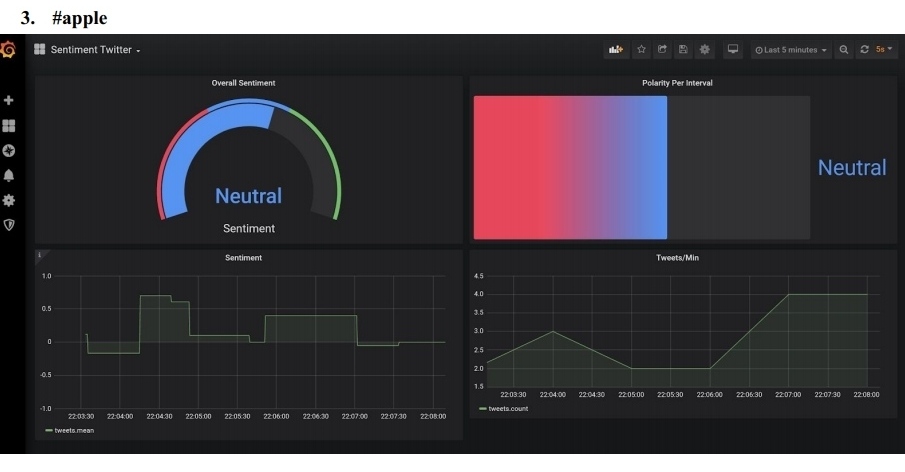 3. #apple
Sentiment Twitter
Last 5 minutes
5s
Overall Sentiment
Neutral
Sentiment
Polarity Per Interval
Neutral
Sentiment
1.0
0.5
0
-0.5
-1.0
22:03:30 22:04:00 22:04:30 22:05:00 22:05:30 22:06:00 22:06:30 22:07:00 22:07:30 22:08:00
tweets.mean
Tweets/Min
4.5
4.0
3.5
3.0
2.5
2.0
1.5
22:03:30 22:04:00 22:04:30 22:05:00 22:05:30 22:06:00 22:06:30 22:07:00 22:07:30 22:08:00
tweets.count